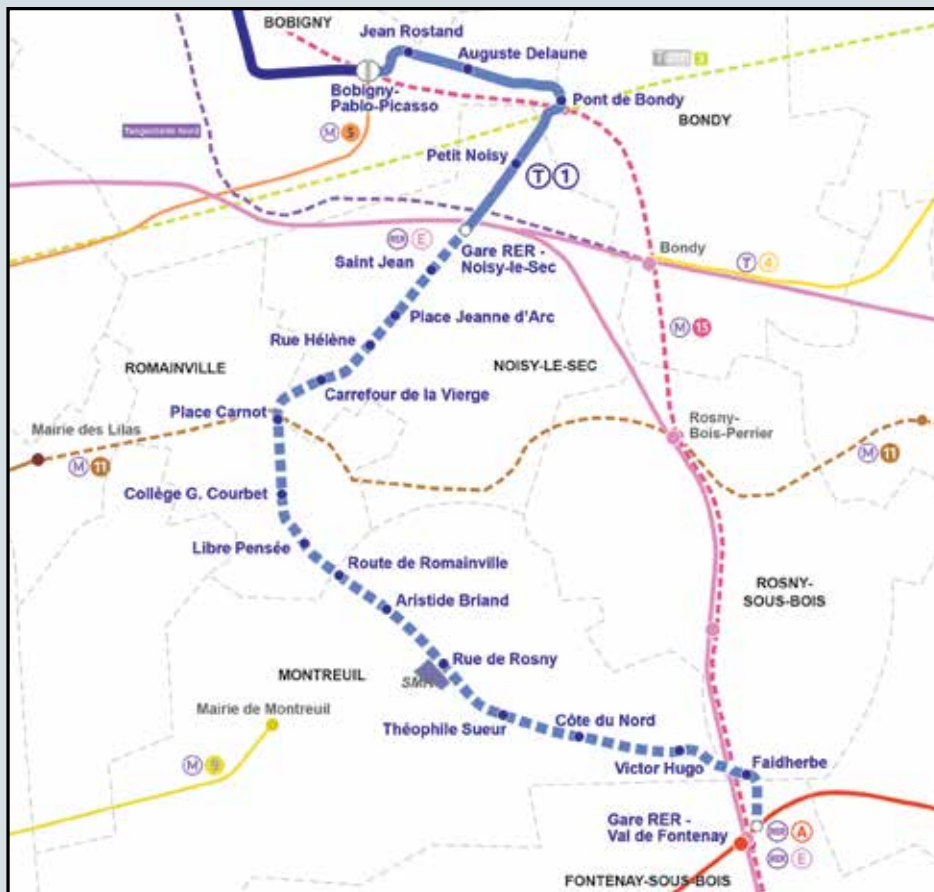 BOBIGNY
Jean Rostand
Auguste Delaune
Bobigny-
Pablo-Picasso
Pont de Bondy
BONDY
Tangentielle Nord
M 5
Petit Noisy
T 1
RER E
Gare RER -
Noisy-le-Sec
Bondy
T 4
Saint Jean
Place Jeanne d'Arc
M 15
Rue Hélène
ROMAINVILLE
NOISY-LE-SEC
Carrefour de la Vierge
Place Carnot
Mairie des Lilas
Rosny-
Bois-Perrier
M 11
M 11
Collège G. Courbet
Libre Pensée
Route de Romainville
ROSNY-
SOUS-BOIS
Aristide Briand
Rue de Rosny
MONTREUIL
Mairie de Montreuil
Théophile Sueur
Côte du Nord
M 9
Victor Hugo
Faidherbe
Gare RER -
Val de Fontenay
RER A
RER E
FONTENAY-SOUS-BOIS